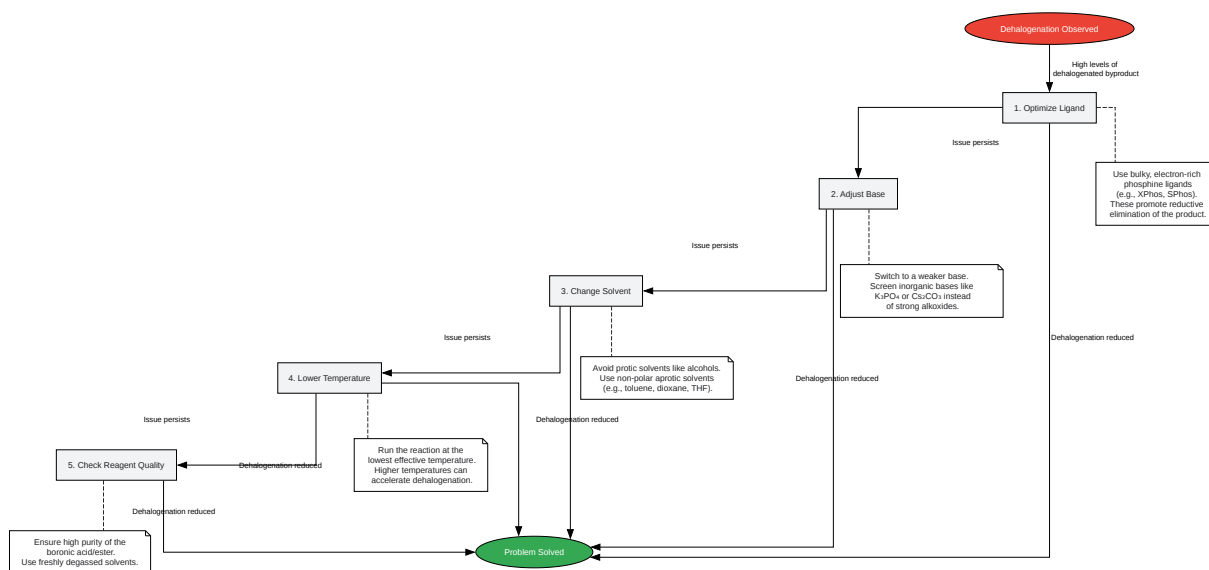 Dehalogenation Observed
High levels of
dehalogenated byproduct
1. Optimize Ligand
Issue persists
Use bulky, electron-rich
phosphine ligands
(e.g., XPhos, SPhos).
These promote reductive
elimination of the product.
2. Adjust Base
Issue persists
Switch to a weaker base.
Screen inorganic bases like
K₃PO₄ or Cs₂CO₃ instead
of strong alkoxides.
3. Change Solvent
Issue persists
Dehalogenation reduced
Avoid protic solvents like alcohols.
Use non-polar aprotic solvents
(e.g., toluene, dioxane, THF).
4. Lower Temperature
Dehalogenation reduced
Issue persists
Dehalogenation reduced
Run the reaction at the
lowest effective temperature.
Higher temperatures can
accelerate dehalogenation.
5. Check Reagent Quality
Dehalogenation reduced
Dehalogenation reduced
Ensure high purity of the
boronic acid/ester.
Use freshly degassed solvents.
Problem Solved